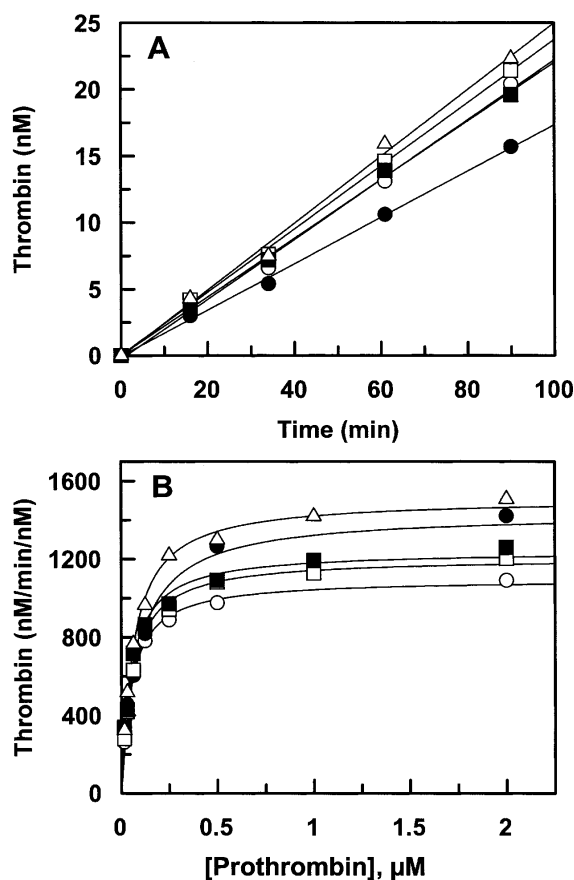 A
Thrombin (nM)
25
20
15
10
5
0
0 20 40 60 80 100
Time (min)
B
Thrombin (nM/min/nM)
1600
1200
800
400
0
0 0.5 1 1.5 2
[Prothrombin], µM